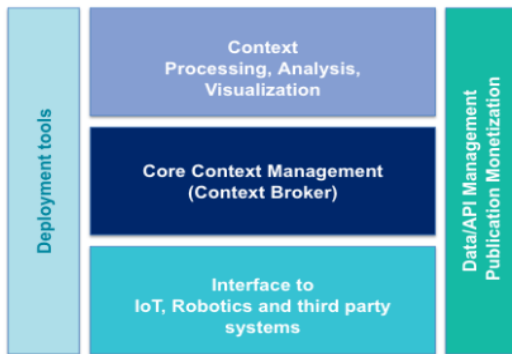 Deployment tools
Context
Processing, Analysis,
Visualization
Core Context Management
(Context Broker)
Interface to
IoT, Robotics and third party
systems
Data/API Management
Publication Monetization